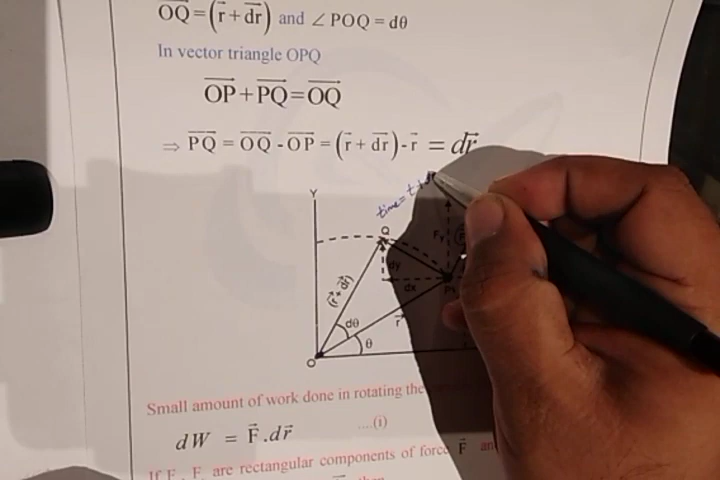 OQ = (r + dr) and ∠ POQ = dθ
In vector triangle OPQ
OP + PQ = OQ
⇒ PQ = OQ - OP = (r + dr) - r = dr
time = t +
Y
Q
dy
dx
(r + dr)
r
dθ
θ
O
Small amount of work done in rotating the
dW = F.dr ....(i)
are rectangular components of force F